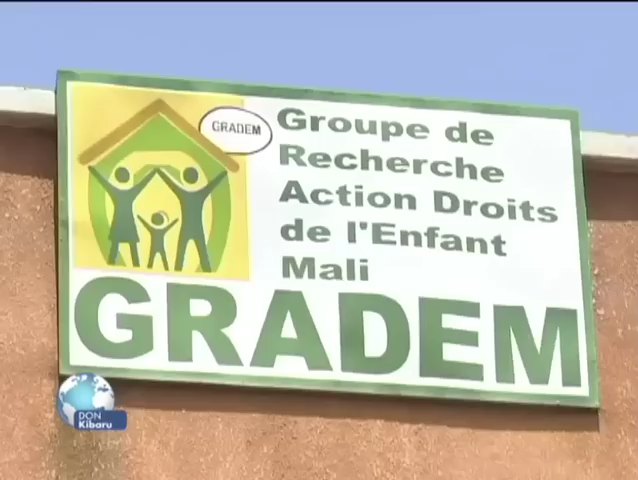 GRADEM
Groupe de
Recherche
Action Droits
de l'Enfant
Mali
GRADEM
DON
Kibaru